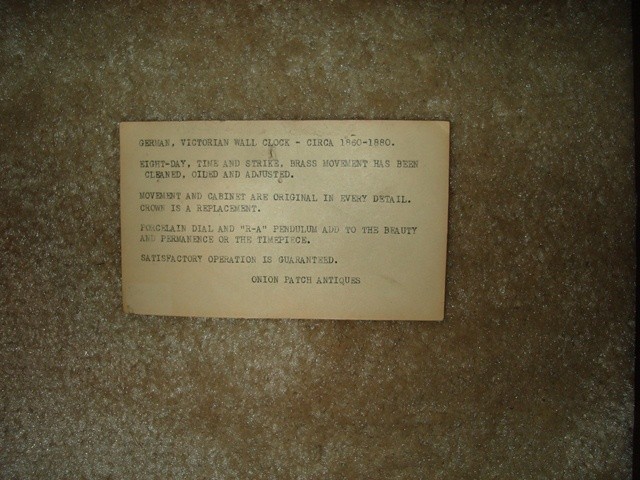 GERMAN, VICTORIAN WALL CLOCK - CIRCA 1860-1880.
EIGHT-DAY, TIME AND STRIKE, BRASS MOVEMENT HAS BEEN
CLEANED, OILED AND ADJUSTED.
MOVEMENT AND CABINET ARE ORIGINAL IN EVERY DETAIL.
CROWN IS A REPLACEMENT.
PORCELAIN DIAL AND "R-A" PENDULUM ADD TO THE BEAUTY
AND PERMANENCE OR THE TIMEPIECE.
SATISFACTORY OPERATION IS GUARANTEED.
ONION PATCH ANTIQUES